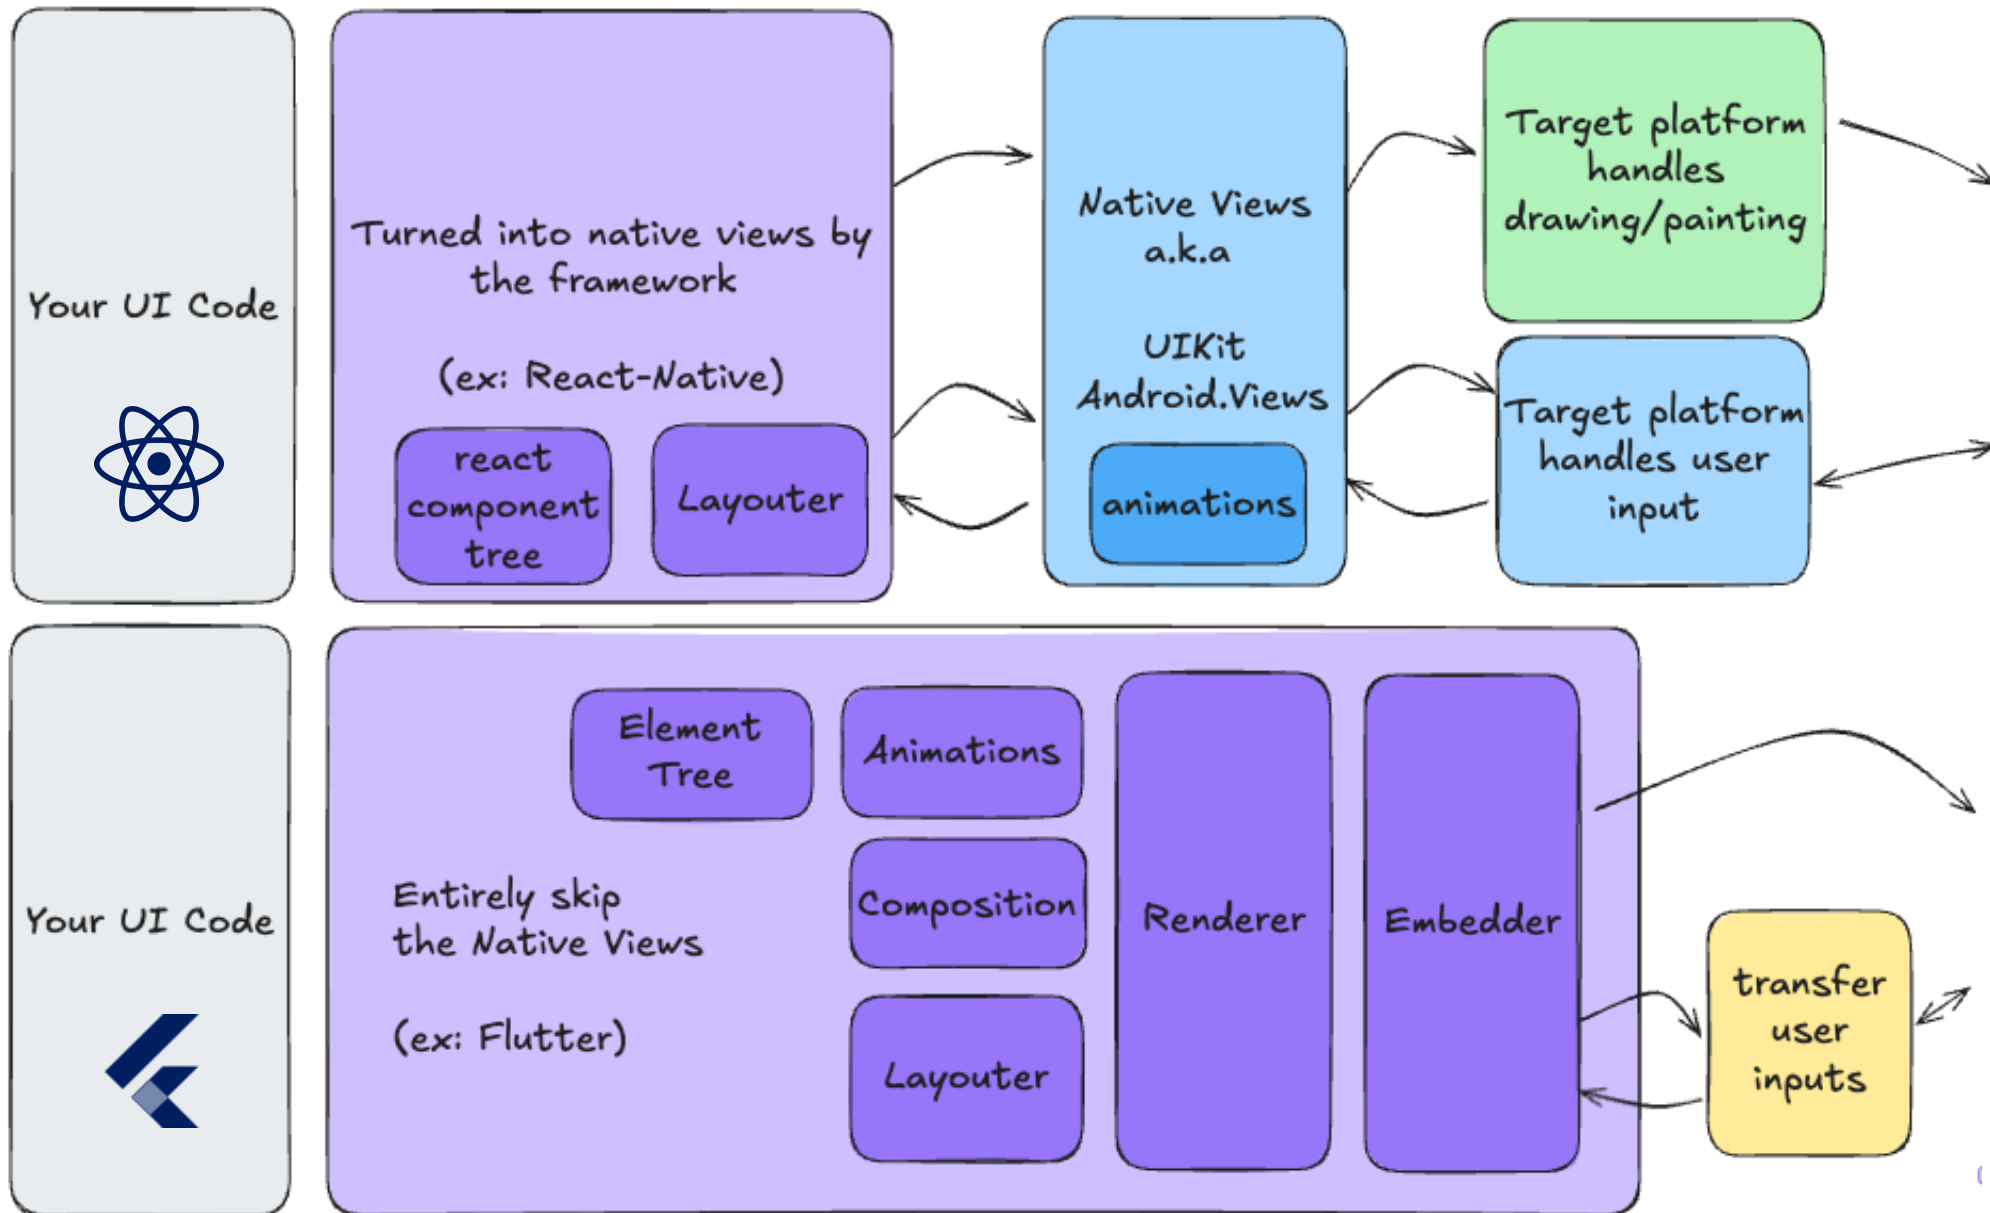 Your UI Code
Turned into native views by
the framework
(ex: React-Native)
react
component
tree
Layouter
Native Views
a.k.a
UIKit
Android.Views
animations
Target platform
handles
drawing/painting
Target platform
handles user
input
Your UI Code
Entirely skip
the Native Views
(ex: Flutter)
Element
Tree
Animations
Composition
Layouter
Renderer
Embedder
transfer
user
inputs